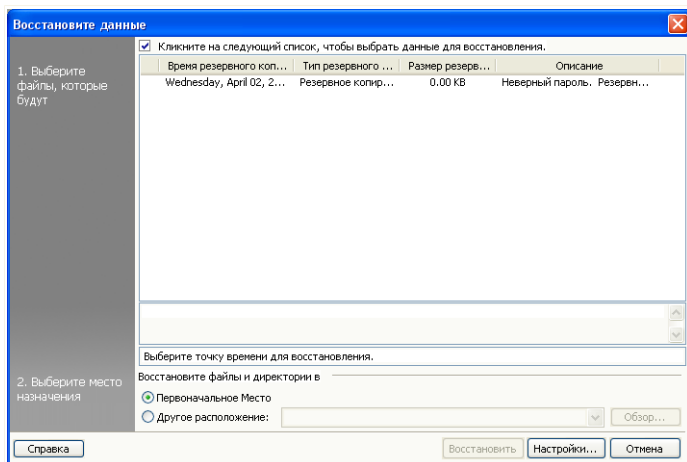 Восстановите данные
1. Выберите
файлы, которые
будут
Кликните на следующий список, чтобы выбрать данные для восстановления.
Время резервного коп... Тип резервного ... Размер резерв... Описание
Wednesday, April 02, 2... Резервное копир... 0.00 KB Неверный пароль. Резервн...
Выберите точку времени для восстановления.
2. Выберите место
назначения
Восстановите файлы и директории в
Первоначальное Место
Другое расположение:
Обзор...
Справка
Восстановить
Настройки...
Отмена